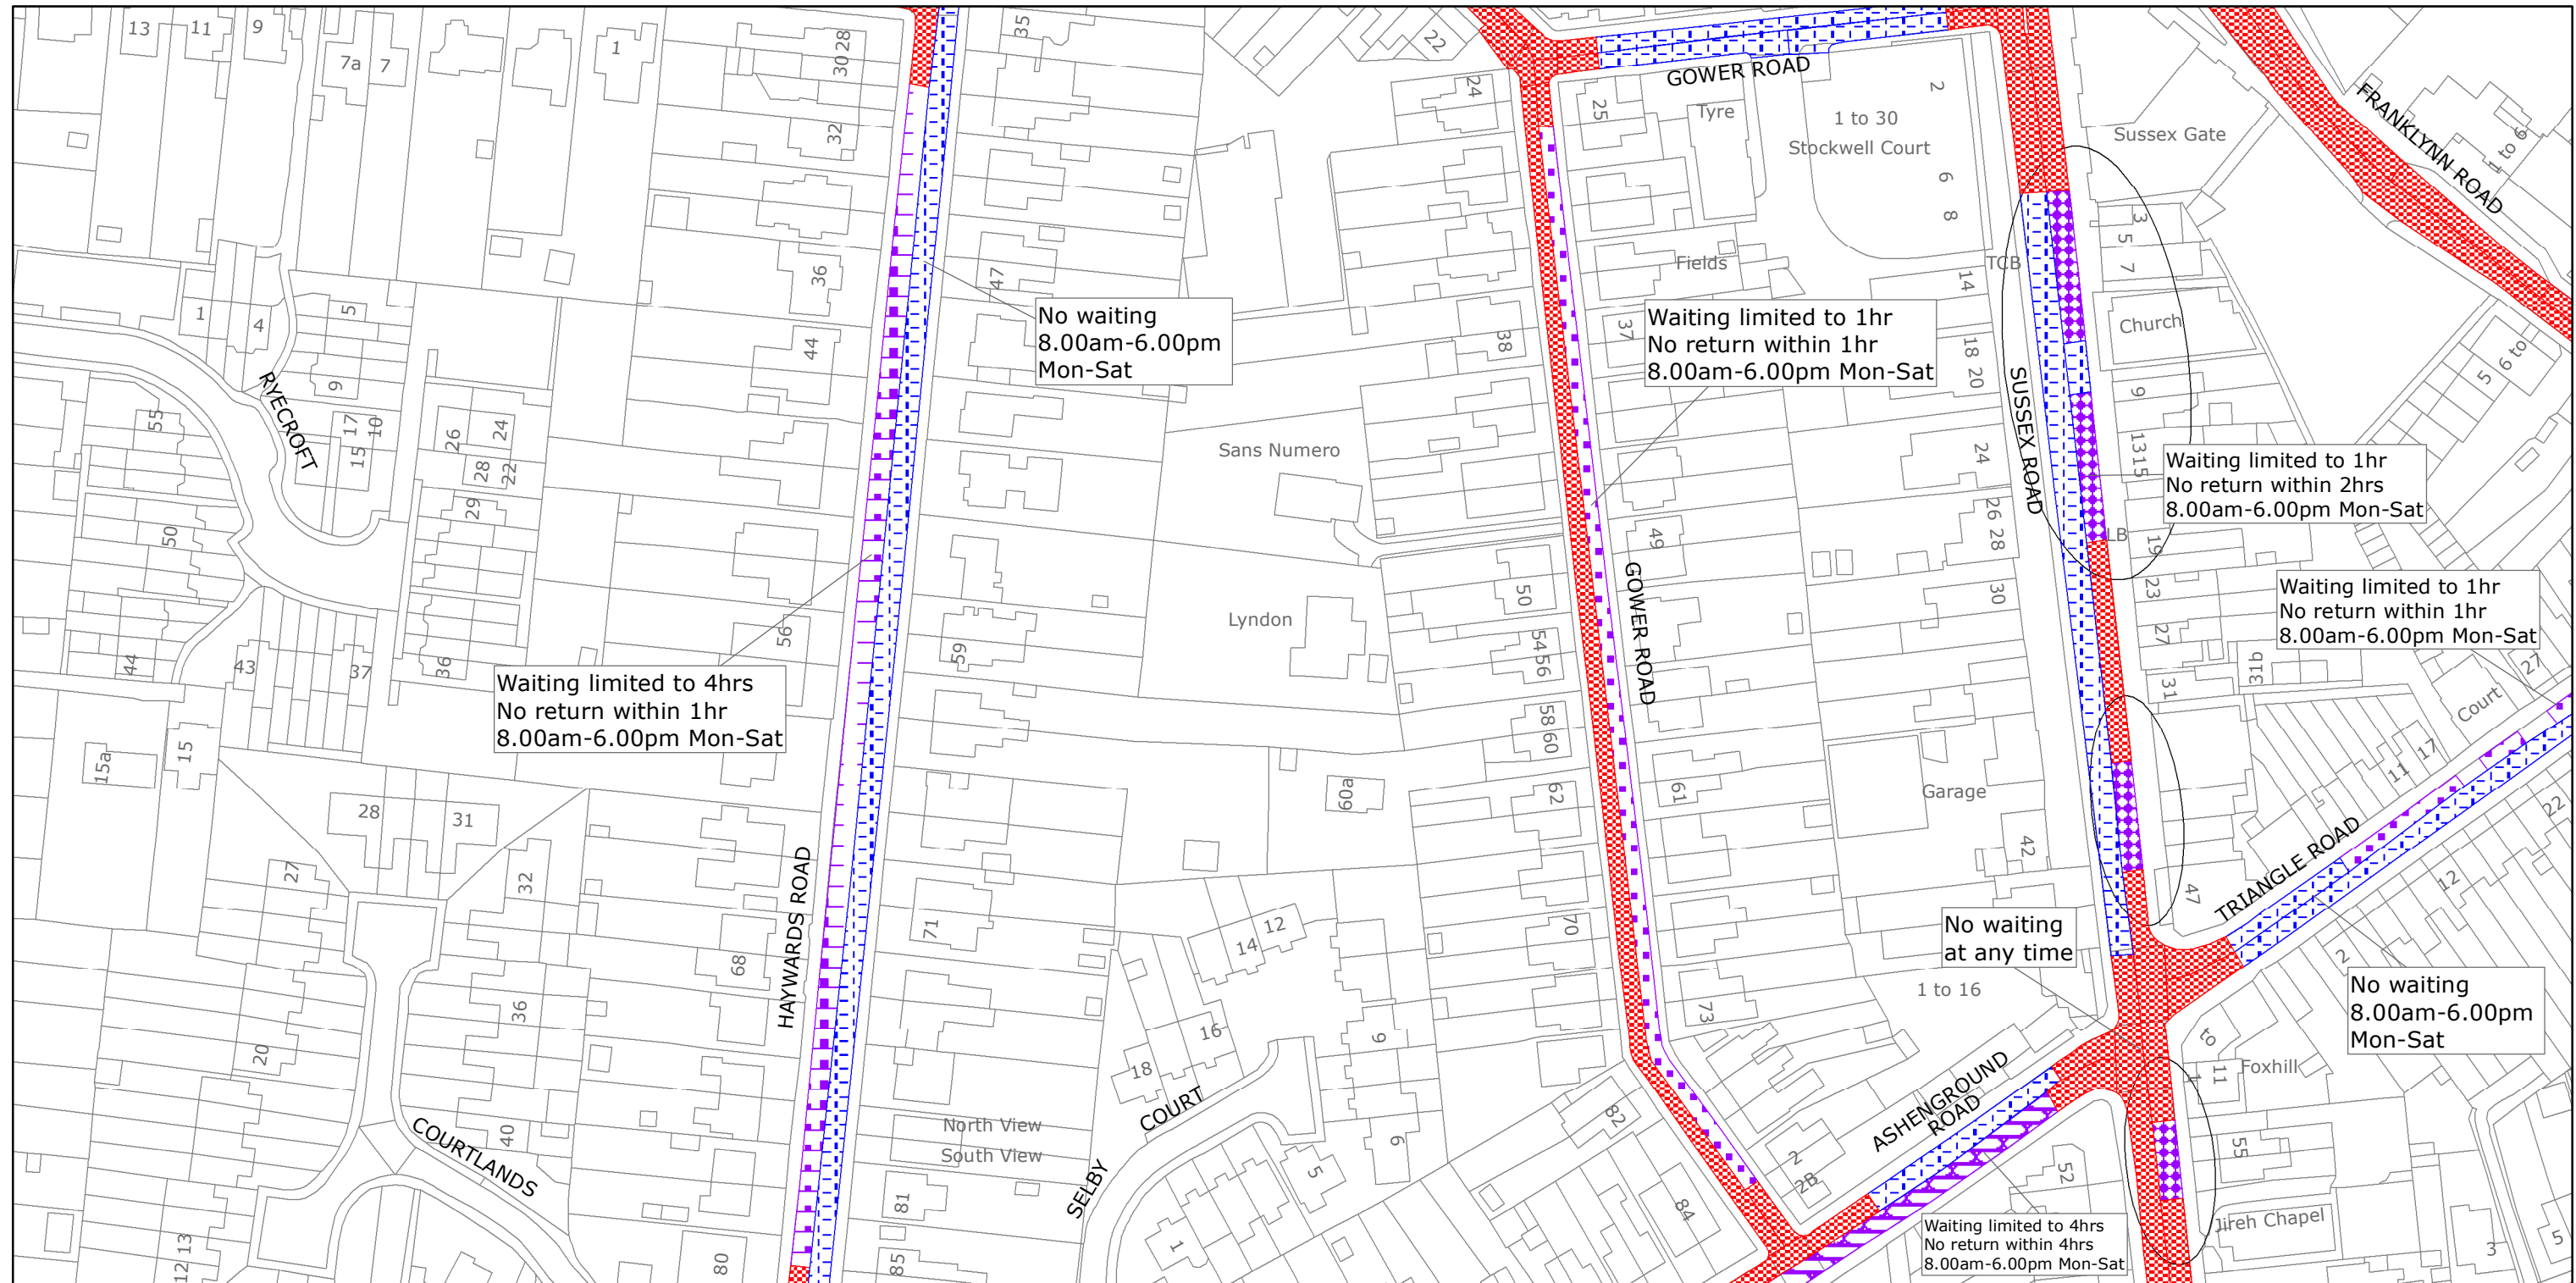 13
11
9
7a
7
1
28
30
32
35
22
24
25
GOWER ROAD
Tyre
1 to 30
Stockwell Court
2
6
8
Sussex Gate
FRANKLYNN ROAD
1 to 6
1
4
5
9
RYECROFT
36
44
47
No waiting
8.00am-6.00pm
Mon-Sat
38
37
Fields
TCB
14
Waiting limited to 1hr
No return within 1hr
8.00am-6.00pm Mon-Sat
18
20
SUSSEX ROAD
3
5
7
Church
9
13
15
5
6 to
55
17
10
15
26
24
28
22
29
50
Sans Numero
24
Waiting limited to 1hr
No return within 2hrs
8.00am-6.00pm Mon-Sat
26
28
LB
19
49
GOWER ROAD
50
Lyndon
30
23
27
Waiting limited to 1hr
No return within 1hr
8.00am-6.00pm Mon-Sat
44
43
37
36
56
59
54
56
31b
31
27
Court
Waiting limited to 4hrs
No return within 1hr
8.00am-6.00pm Mon-Sat
58
60
15a
15
28
31
60a
62
61
Garage
11
17
22
27
32
HAYWARDS ROAD
42
47
TRIANGLE ROAD
12
71
12
14
70
No waiting
at any time
2
68
36
73
1 to 16
No waiting
8.00am-6.00pm
Mon-Sat
20
16
18
9
1
to
11
Foxhill
COURTLANDS
40
North View
South View
SELBY
COURT
82
6
5
ASHENGROUND
ROAD
2
2B
52
55
81
84
Waiting limited to 4hrs
No return within 4hrs
8.00am-6.00pm Mon-Sat
Jireh Chapel
12
13
80
85
1
3
5